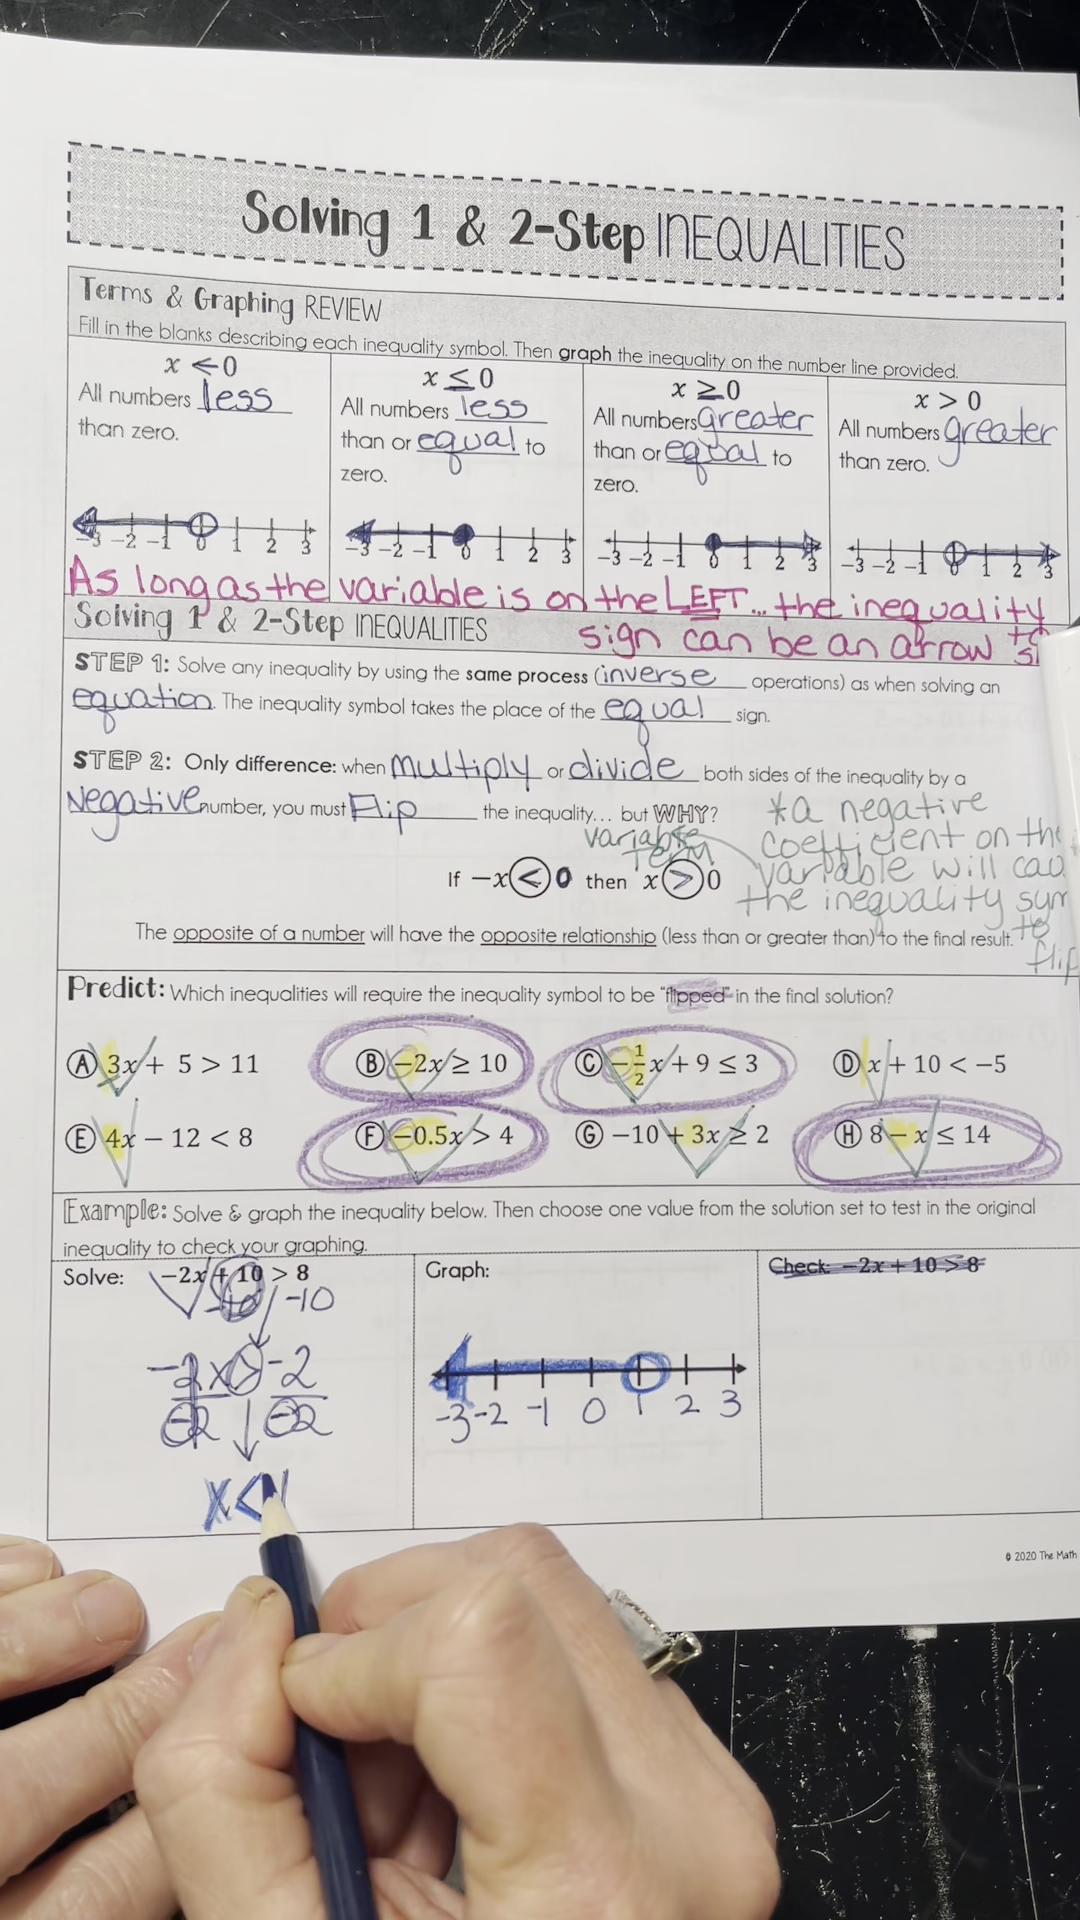 Solving 1 & 2-Step INEQUALITIES
Terms & Graphing REVIEW
Fill in the blanks describing each inequality symbol. Then graph the inequality on the number line provided.
x < 0
All numbers less
than zero.
-3 -2 -1 0 1 2 3
x ≤ 0
All numbers less
than or equal to
zero.
-3 -2 -1 0 1 2 3
x ≥ 0
All numbers greater
than or equal to
zero.
-3 -2 -1 0 1 2 3
x > 0
All numbers greater
than zero.
-3 -2 -1 0 1 2 3
As long as the variable is on the LEFT... the inequality
sign can be an arrow
Solving 1 & 2-Step INEQUALITIES
STEP 1: Solve any inequality by using the same process (inverse operations) as when solving an
equation. The inequality symbol takes the place of the equal sign.
STEP 2: Only difference: when multiply or divide both sides of the inequality by a
Negative number, you must Flip the inequality... but WHY?
variable
term
*a negative
coefficient on the
variable will
the inequality
to
flip
If -x < 0 then x > 0
The opposite of a number will have the opposite relationship (less than or greater than) to the final result.
Predict: Which inequalities will require the inequality symbol to be "flipped" in the final solution?
Ⓐ 3x + 5 > 11 Ⓑ -2x ≥ 10 Ⓒ -1/2x + 9 ≤ 3 Ⓓ x + 10 < -5
Ⓔ 4x - 12 < 8 Ⓕ -0.5x > 4 Ⓖ -10 + 3x ≥ 2 Ⓗ 8 - x ≤ 14
Example: Solve & graph the inequality below. Then choose one value from the solution set to test in the original
inequality to check your graphing.
Solve: -2x + 10 > 8
-10 -10
-2x > -2
-2 -2
x < 1
Graph:
-3 -2 -1 0 1 2 3
Check: -2x + 10 > 8
© 2020 The Math